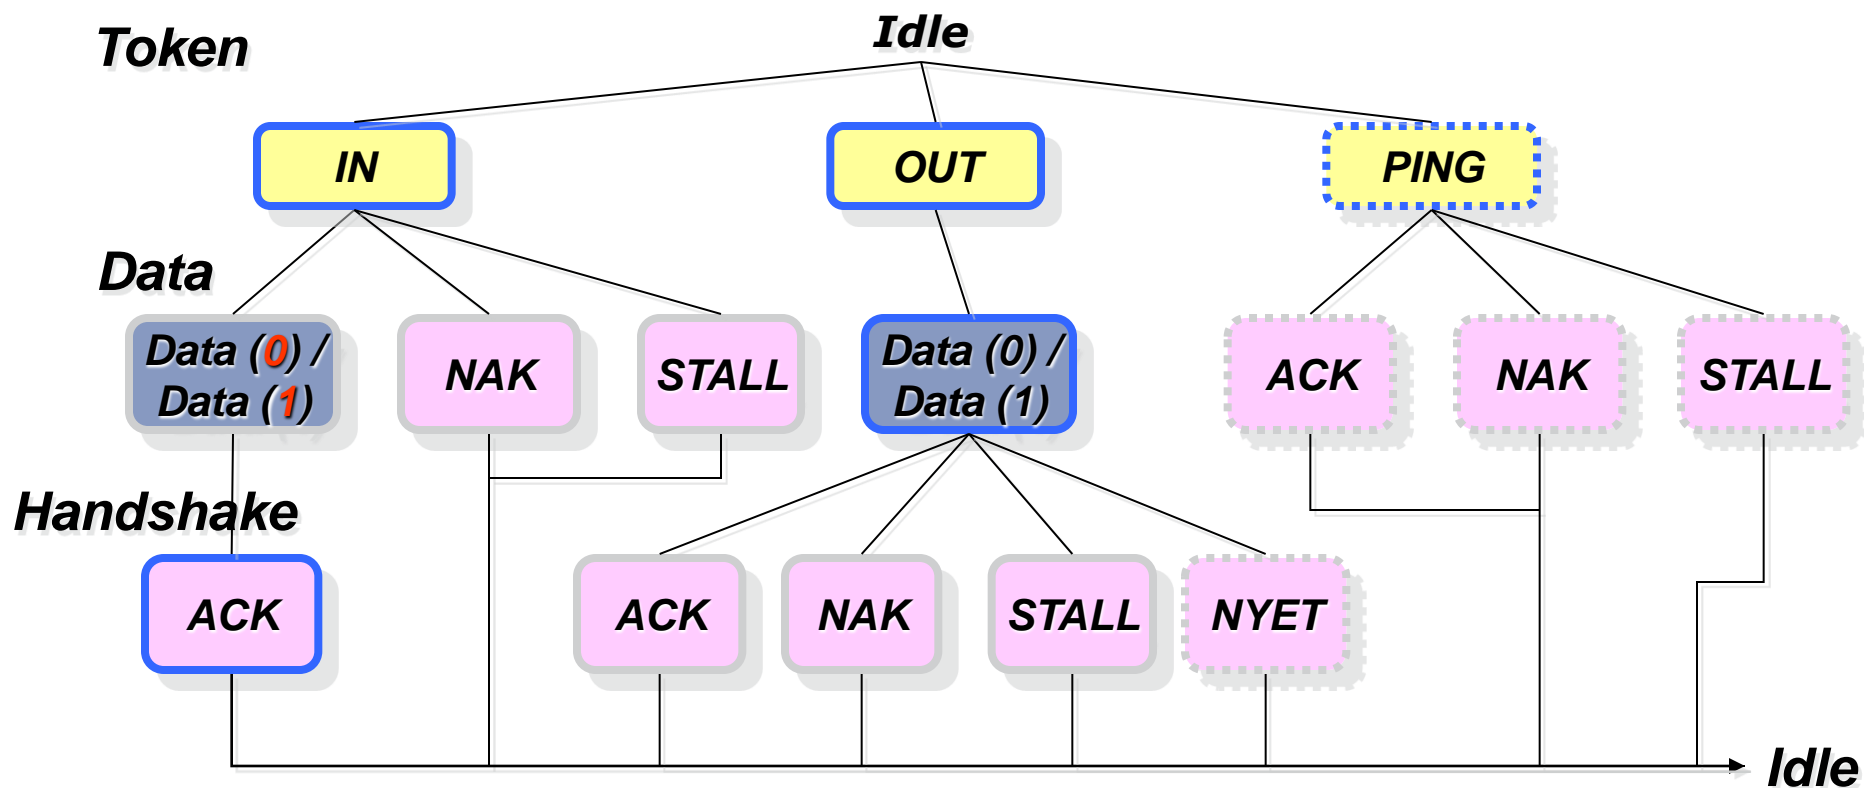 Token
Idle
IN
OUT
PING
Data
Data (0) /
Data (1)
NAK
STALL
Data (0) /
Data (1)
ACK
NAK
STALL
Handshake
ACK
ACK
NAK
STALL
NYET
Idle